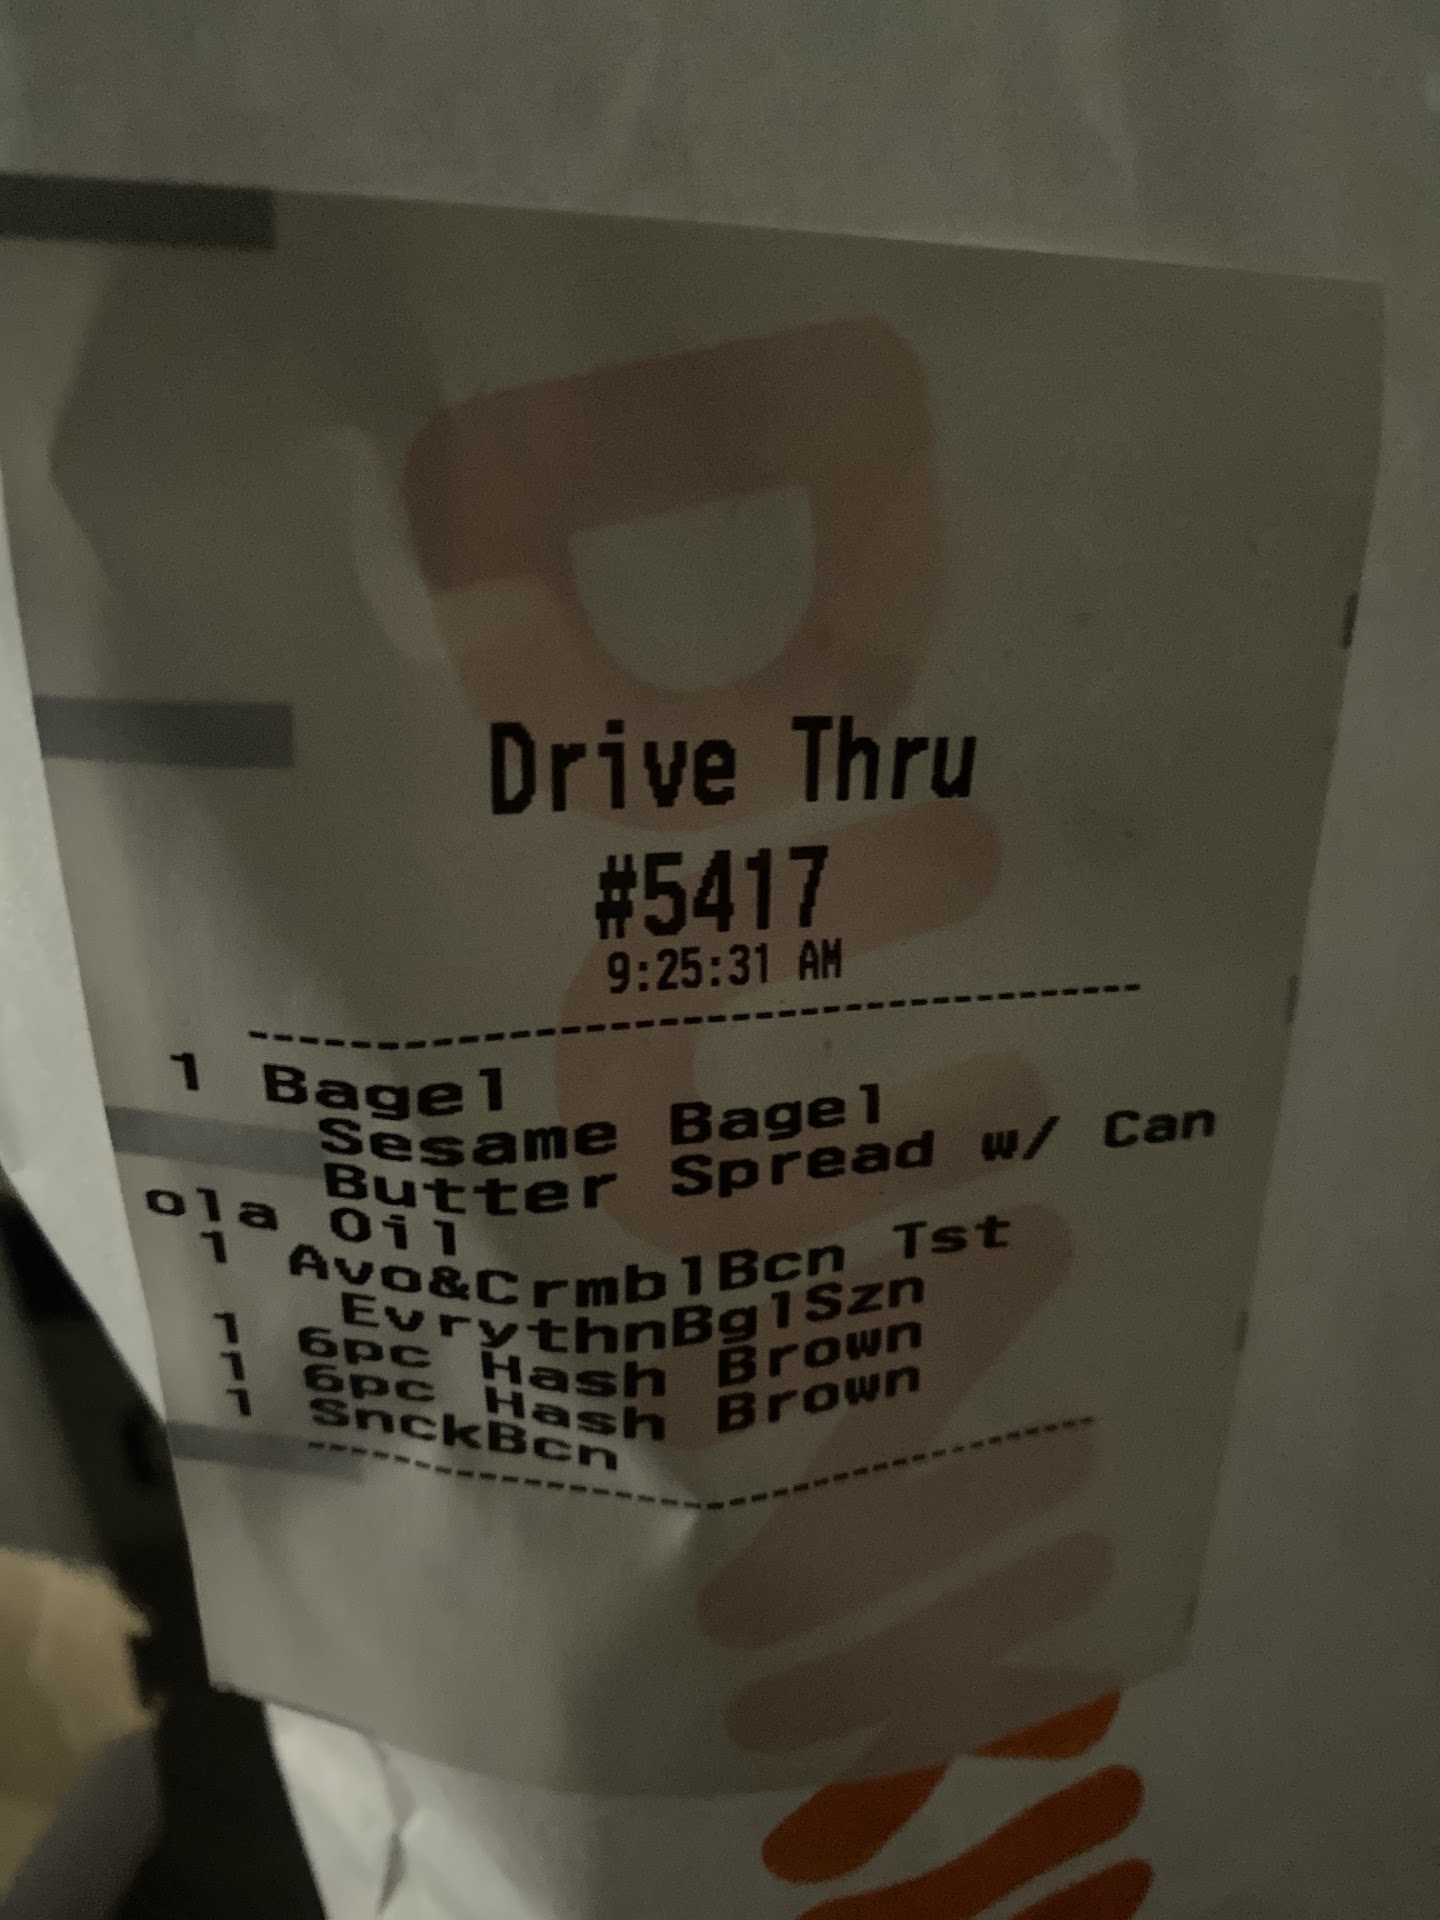 Drive Thru
#5417
9:25:31 AM
--------------------------------
1 Bagel
Sesame Bagel
Butter Spread w/ Can
ola Oil
1 Avo&CrmblBcn Tst
EvrythnBglSzn
1 6pc Hash Brown
1 6pc Hash Brown
1 SnckBcn
--------------------------------
DUNK